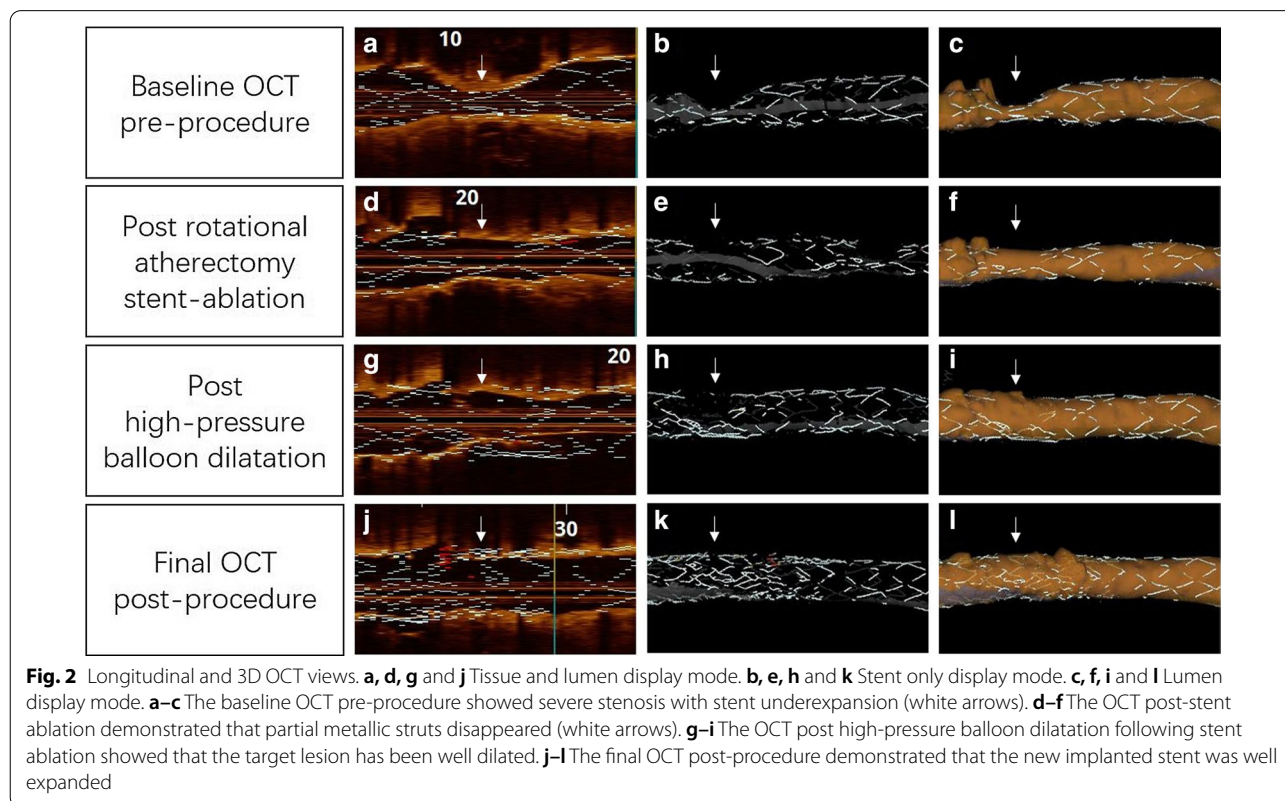 Baseline OCT
pre-procedure
a
10
b
c
Post rotational
atherectomy
stent-ablation
d
20
e
f
Post
high-pressure
balloon dilatation
g
20
h
i
Final OCT
post-procedure
j
30
k
l
Fig. 2 Longitudinal and 3D OCT views. a, d, g and j Tissue and lumen display mode. b, e, h and k Stent only display mode. c, f, i and l Lumen
display mode. a–c The baseline OCT pre-procedure showed severe stenosis with stent underexpansion (white arrows). d–f The OCT post-stent
ablation demonstrated that partial metallic struts disappeared (white arrows). g–i The OCT post high-pressure balloon dilatation following stent
ablation showed that the target lesion has been well dilated. j–l The final OCT post-procedure demonstrated that the new implanted stent was well
expanded